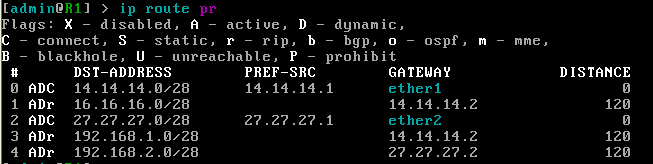 [admin@R1] > ip route pr
Flags: X - disabled, A - active, D - dynamic,
C - connect, S - static, r - rip, b - bgp, o - ospf, m - mme,
B - blackhole, U - unreachable, P - prohibit
# DST-ADDRESS PREF-SRC GATEWAY DISTANCE
0 ADC 14.14.14.0/28 14.14.14.1 ether1 0
1 ADr 16.16.16.0/28 14.14.14.2 120
2 ADC 27.27.27.0/28 27.27.27.1 ether2 0
3 ADr 192.168.1.0/28 14.14.14.2 120
4 ADr 192.168.2.0/28 27.27.27.2 120